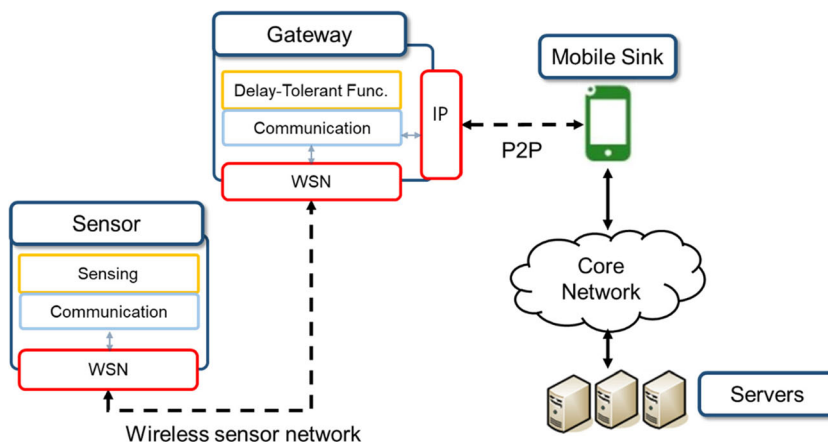 Gateway
Delay-Tolerant Func.
Communication
IP
WSN
Mobile Sink
P2P
Sensor
Sensing
Communication
WSN
Core
Network
Servers
Wireless sensor network